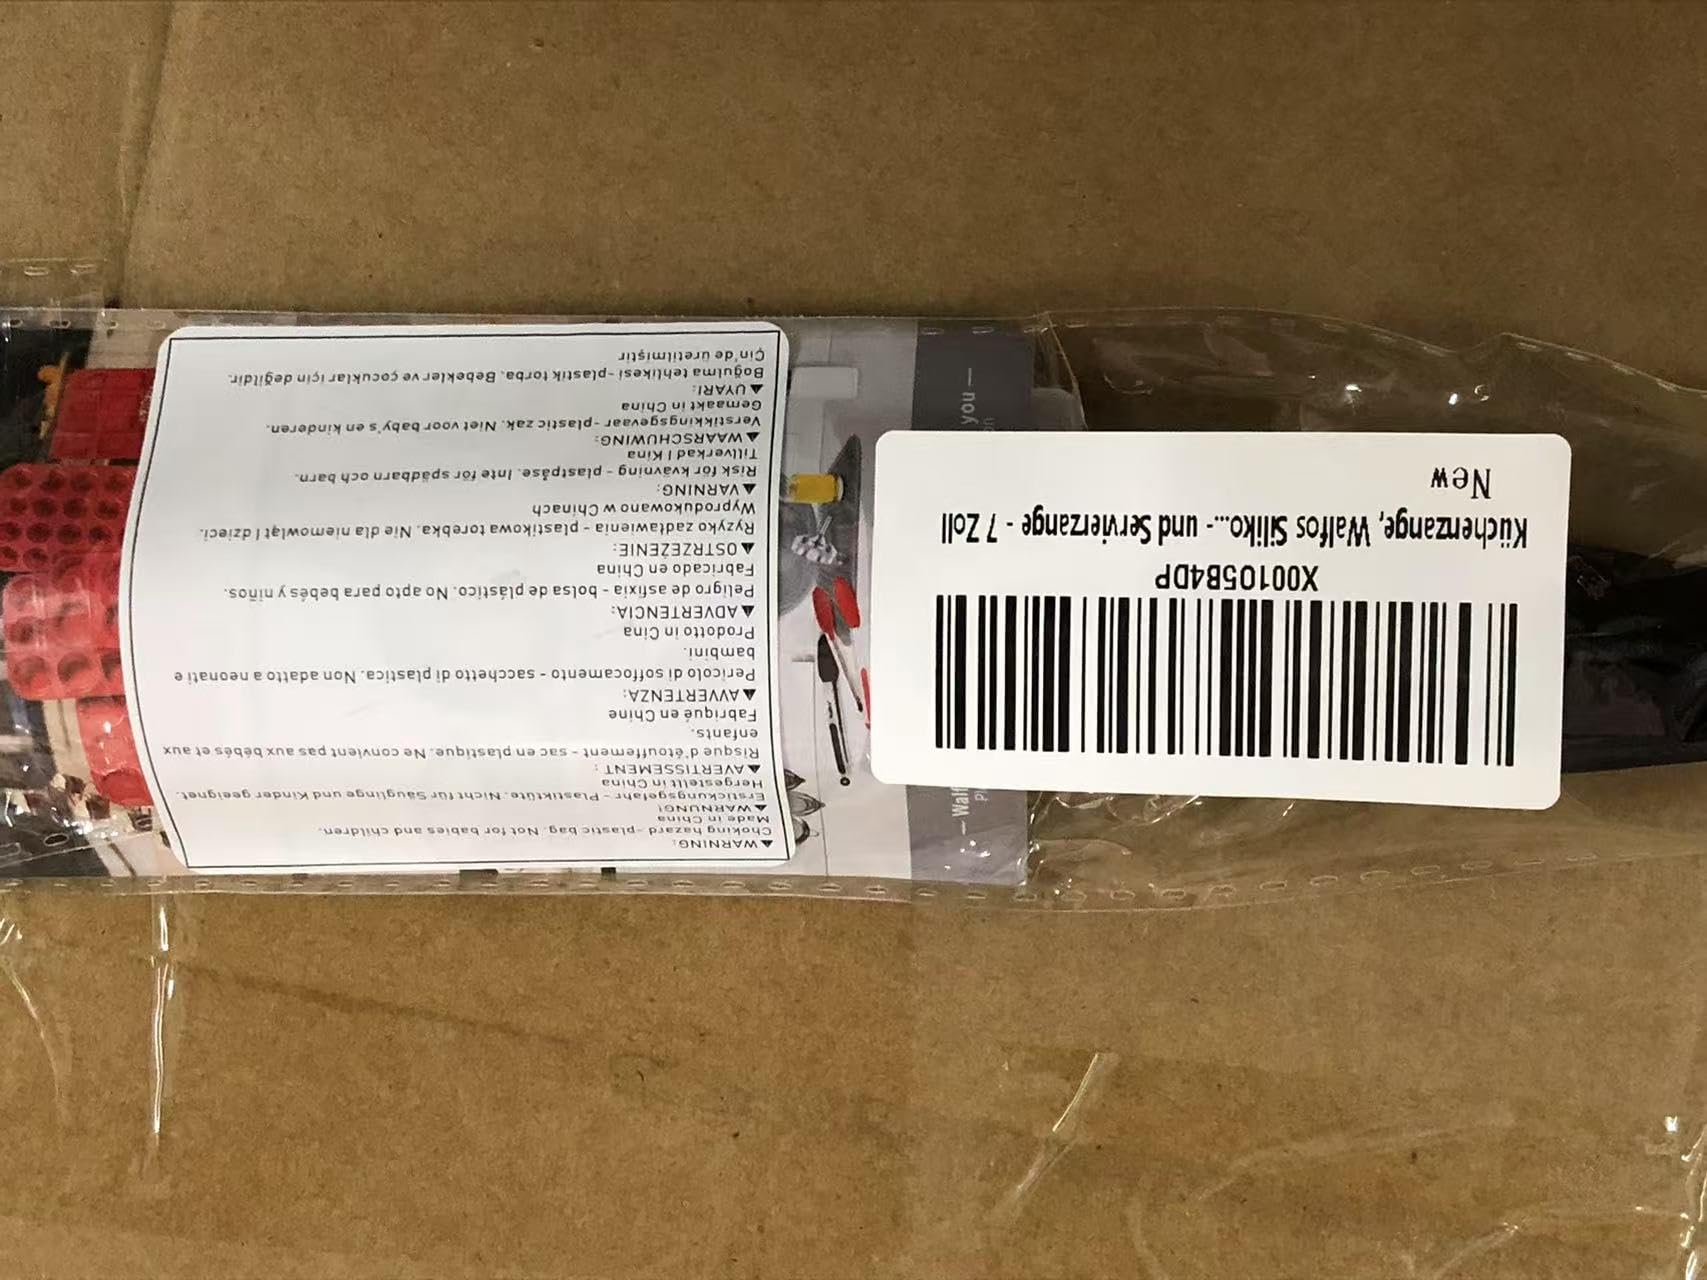 ⚠WARNING:
Choking hazard -plastic bag. Not for babies and children.
Made in China
⚠WARNUNG!
Erstickungsgefahr - Plastiktüte. Nicht für Säuglinge und Kinder geeignet.
Hergestellt in China
⚠AVERTISSEMENT :
Risque d'étouffement - sac en plastique. Ne convient pas aux bébés et aux
enfants.
Fabriqué en Chine
⚠AVVERTENZA:
Pericolo di soffocamento - sacchetto di plastica. Non adatto a neonati e
bambini.
Prodotto in Cina
⚠ADVERTENCIA:
Peligro de asfixia - bolsa de plástico. No apto para bebés y niños.
Fabricado en China
⚠OSTRZEŻENIE:
Ryzyko zadławienia - plastikowa torebka. Nie dla niemowląt I dzieci.
Wyprodukowano w Chinach
⚠VARNING:
Risk för kvävning - plastpåse. Inte för spädbarn och barn.
Tillverkad I Kina
⚠WAARSCHUWING:
Verstikkingsgevaar -plastic zak. Niet voor baby's en kinderen.
Gemaakt in China
⚠UYARI:
Boğulma tehlikesi -plastik torba. Bebekler ve çocuklar için değildir.
Çin'de üretilmiştir
X00105B4DP
Küchenzange, Walfos Siliko...- und Servierzange - 7 Zoll
New
you —